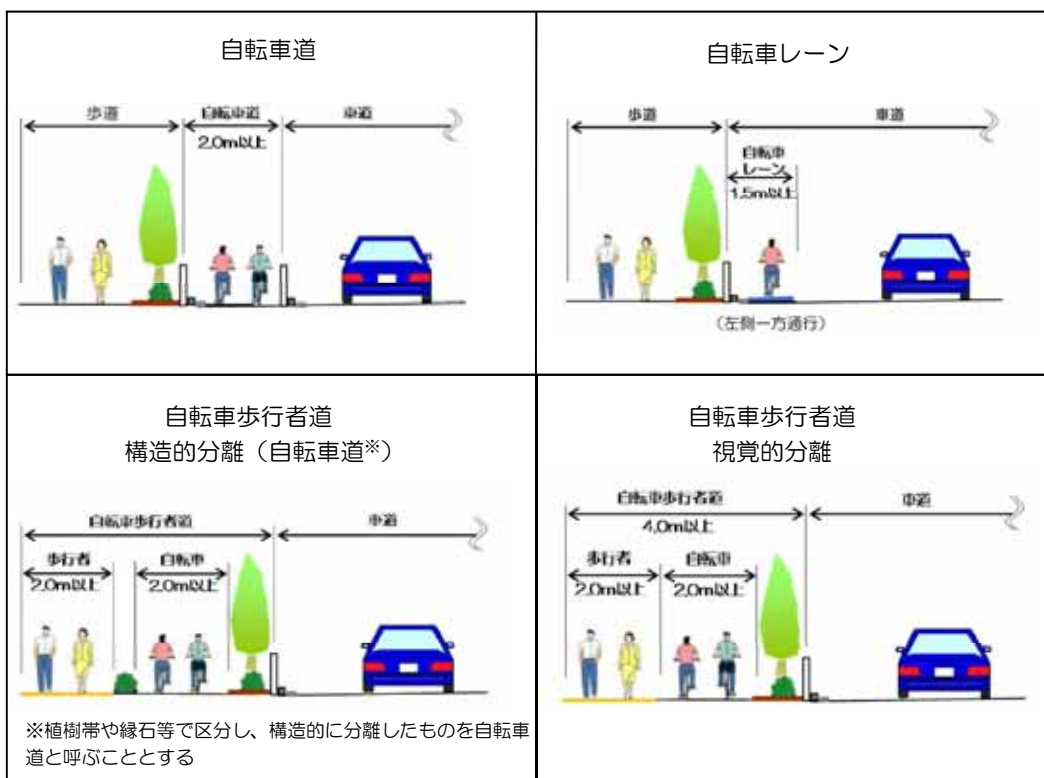 自転車道
歩道
自転車道
車道
2.0m以上
自転車レーン
歩道
車道
自転車
レーン
1.5m以上
(左側一方通行)
自転車歩行者道
構造的分離（自転車道※）
自転車歩行者道
車道
歩行者
自転車
2.0m以上
2.0m以上
※植樹帯や縁石等で区分し、構造的に分離したものを自転車
道と呼ぶこととする
自転車歩行者道
視覚的分離
自転車歩行者道
車道
4.0m以上
歩行者
自転車
2.0m以上
2.0m以上